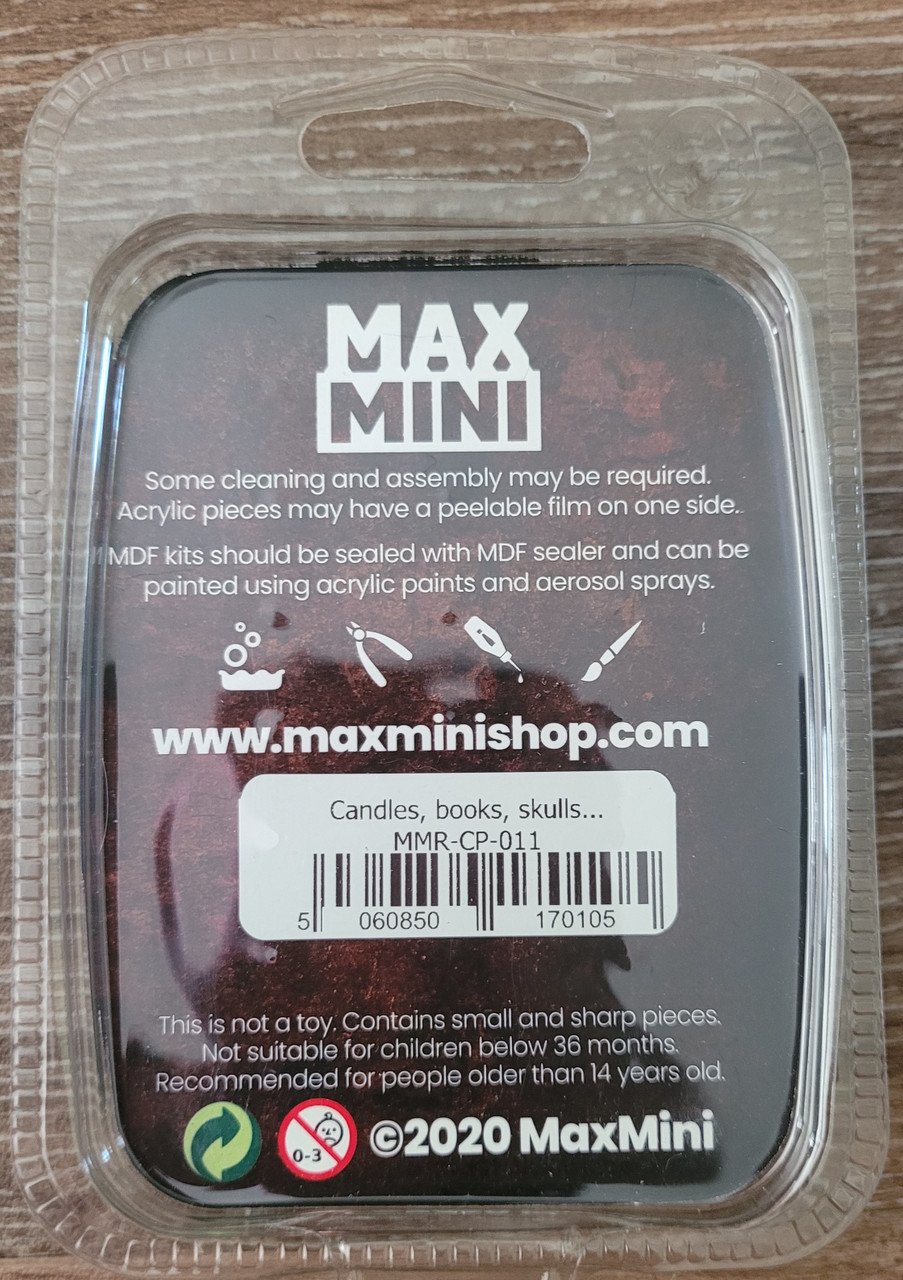 MAX
MINI
Some cleaning and assembly may be required.
Acrylic pieces may have a peelable film on one side..
MDF kits should be sealed with MDF sealer and can be
painted using acrylic paints and aerosol sprays.
www.maxminishop.com
Candles, books, skulls...
MMR-CP-011
5 060850 170105
This is not a toy. Contains small and sharp pieces.
Not suitable for children below 36 months.
Recommended for people older than 14 years old.
0-3 ©2020 MaxMini